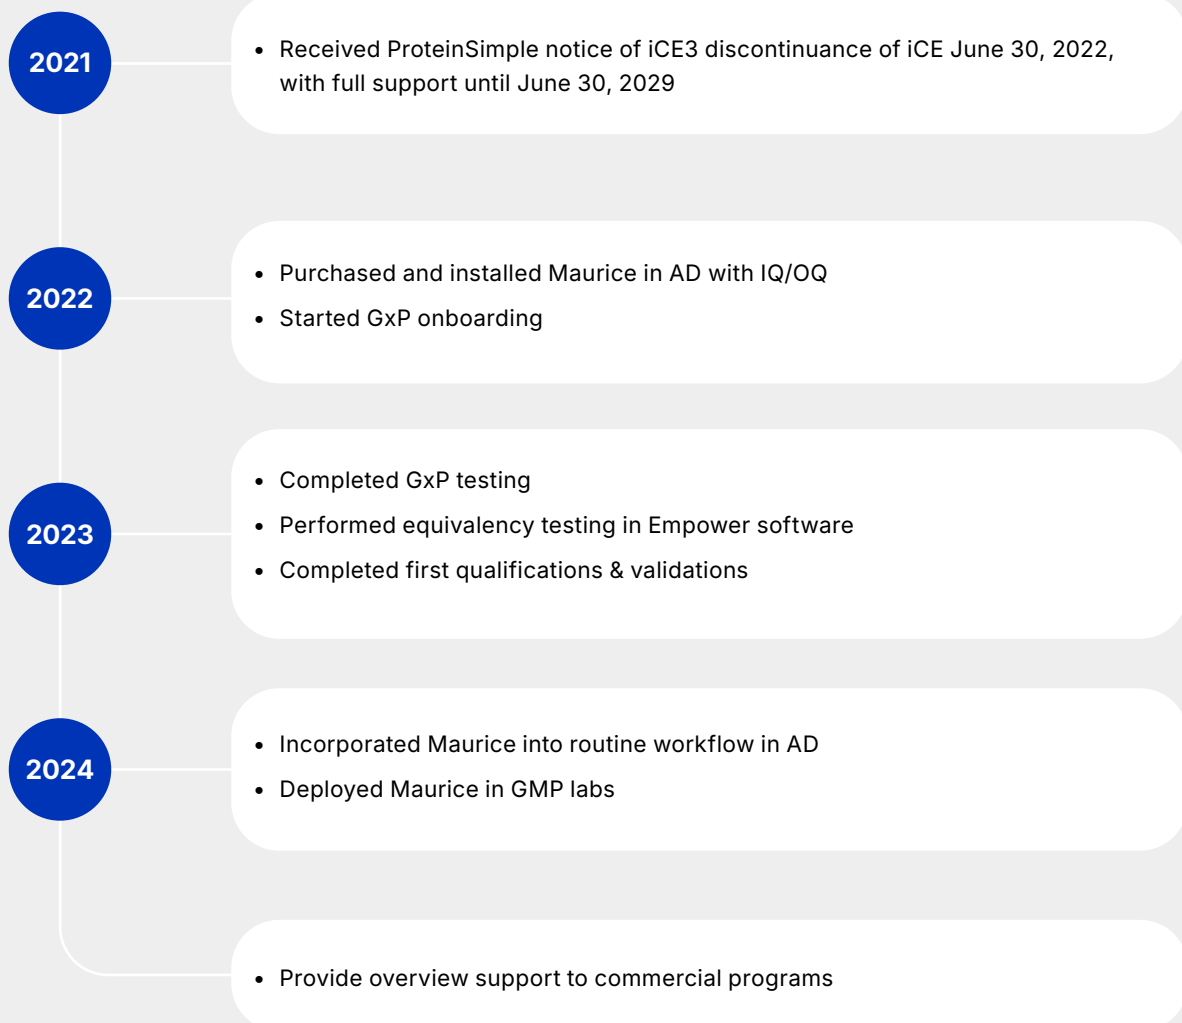 2021
• Received ProteinSimple notice of iCE3 discontinuance of iCE June 30, 2022,
with full support until June 30, 2029
2022
• Purchased and installed Maurice in AD with IQ/OQ
• Started GxP onboarding
2023
• Completed GxP testing
• Performed equivalency testing in Empower software
• Completed first qualifications & validations
2024
• Incorporated Maurice into routine workflow in AD
• Deployed Maurice in GMP labs
• Provide overview support to commercial programs